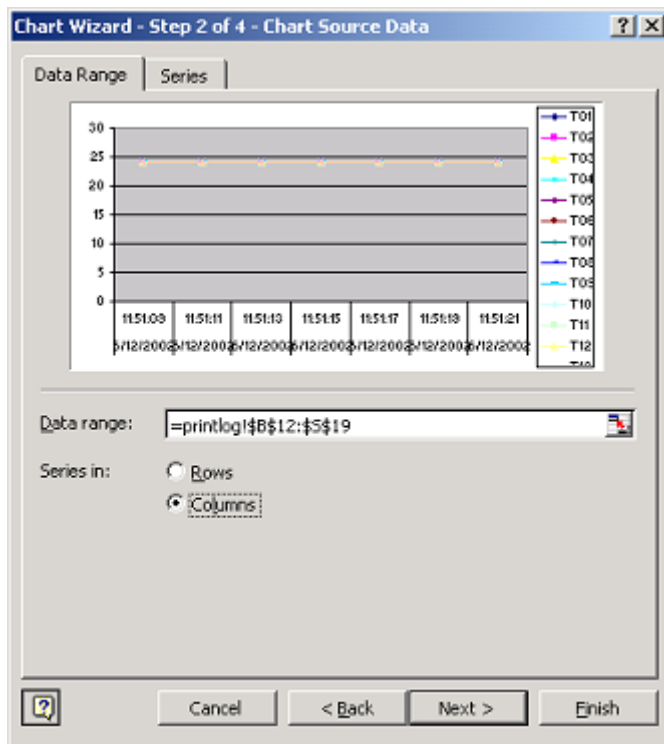 Chart Wizard - Step 2 of 4 - Chart Source Data
Data Range Series
30
25
20
15
10
5
0
11:51:09 11:51:11 11:51:13 11:51:15 11:51:17 11:51:19 11:51:21
T01
T02
T03
T04
T05
T06
T07
T08
T09
T10
T11
T12
Data range: =printlog!$B$12:$S$19
Series in: Rows
Columns
Cancel < Back Next > Finish